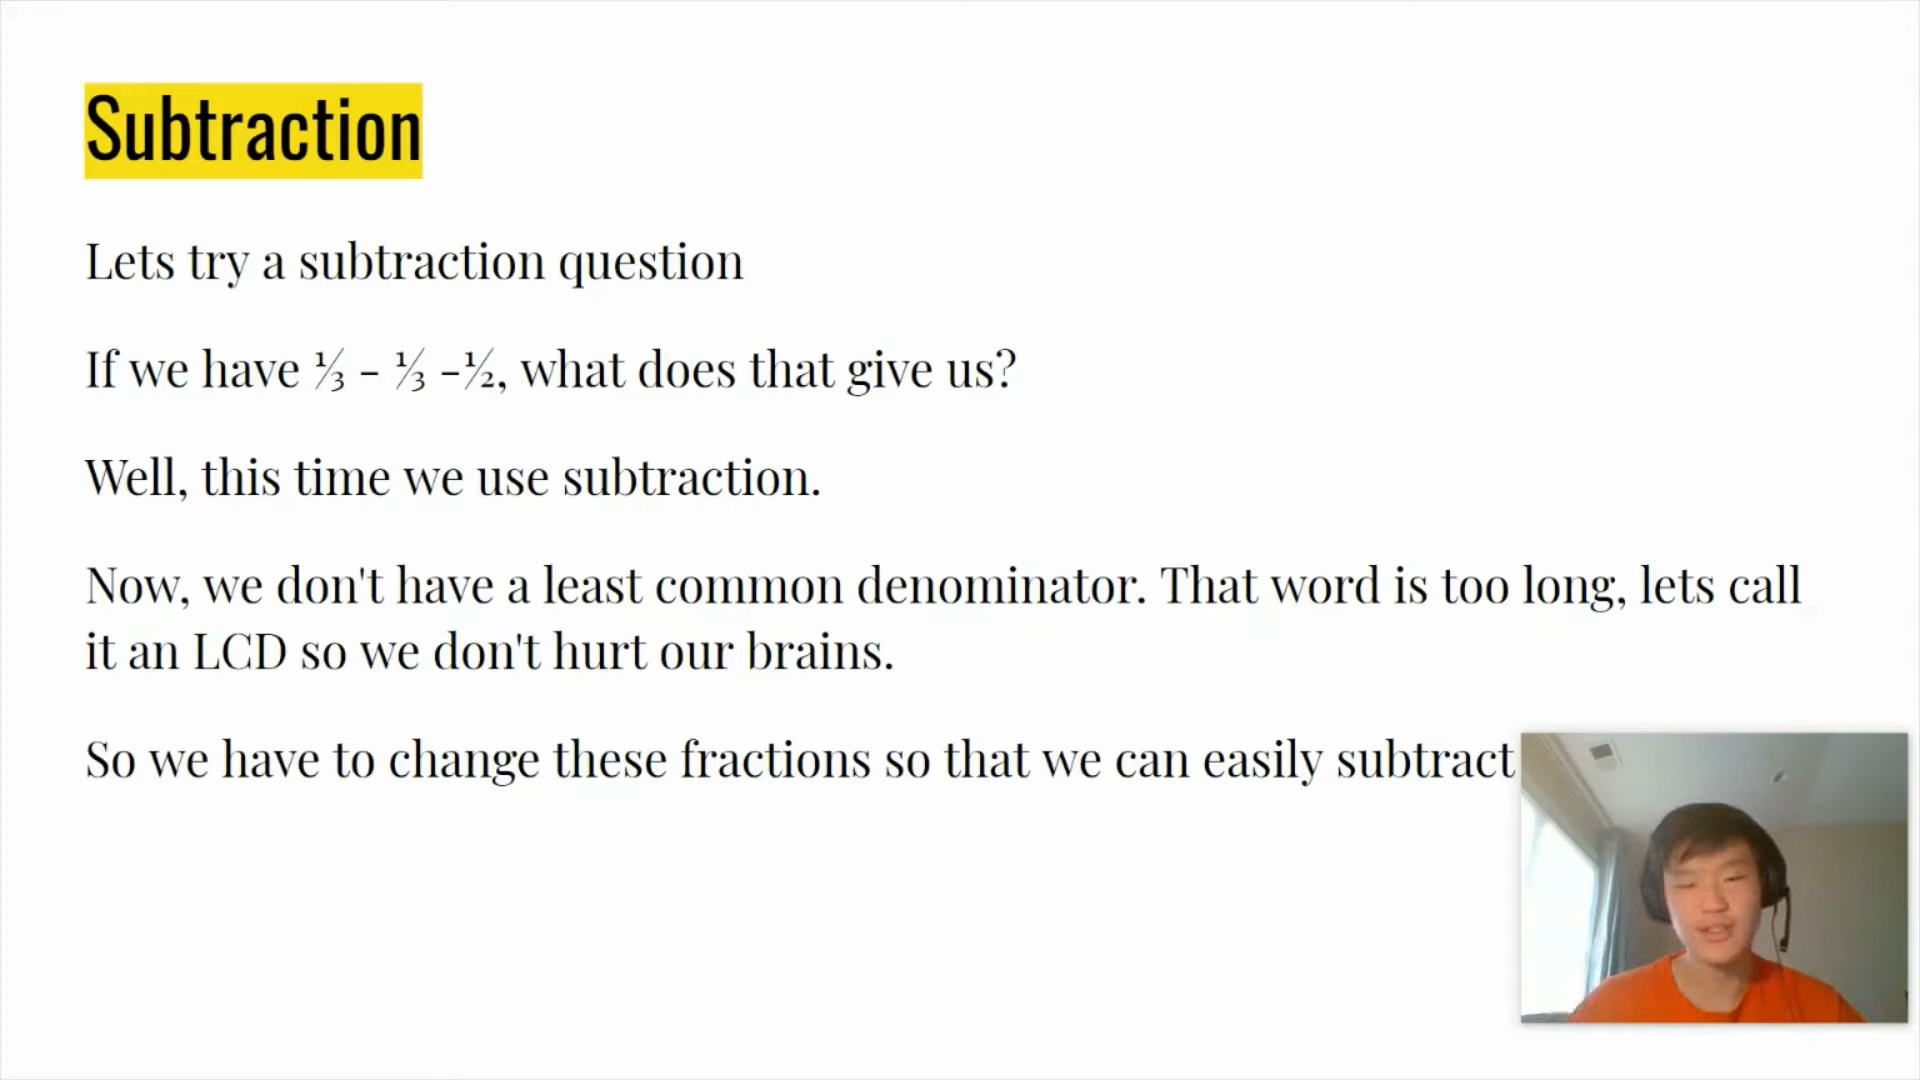 Subtraction
Lets try a subtraction question
If we have ⅓ - ⅓ -½, what does that give us?
Well, this time we use subtraction.
Now, we don't have a least common denominator. That word is too long, lets call
it an LCD so we don't hurt our brains.
So we have to change these fractions so that we can easily subtract